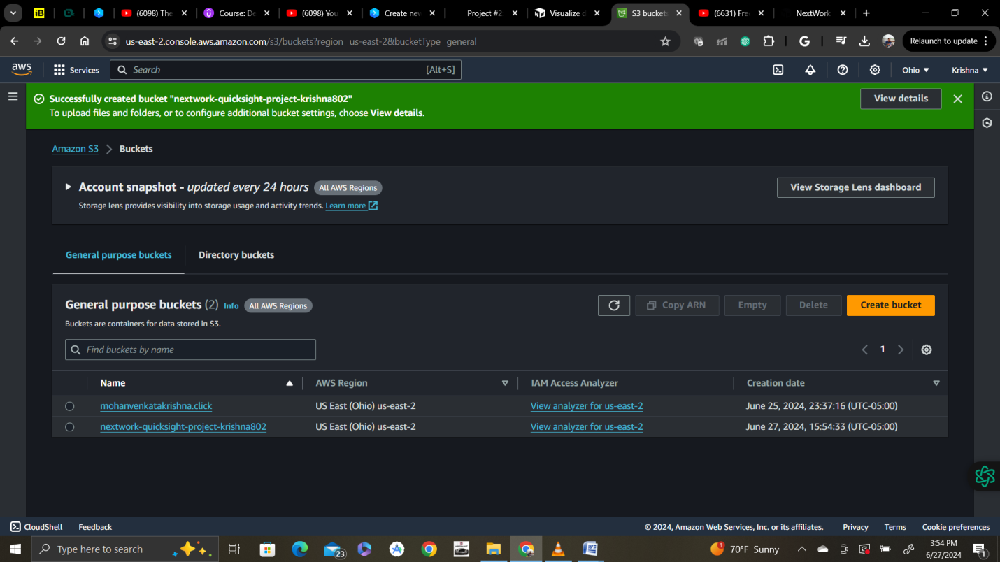 (6098) The
Course: De
(6098) You
Create new
Project #2:
Visualize d
S3 buckets
(6631) Fre
NextWork
us-east-2.console.aws.amazon.com/s3/buckets?region=us-east-2&bucketType=general
Relaunch to update
aws
Services
Search
[Alt+S]
Ohio
Krishna
Successfully created bucket "nextwork-quicksight-project-krishna802"
To upload files and folders, or to configure additional bucket settings, choose View details.
View details
Amazon S3
Buckets
Account snapshot - updated every 24 hours
All AWS Regions
Storage lens provides visibility into storage usage and activity trends. Learn more
View Storage Lens dashboard
General purpose buckets
Directory buckets
General purpose buckets (2) Info
All AWS Regions
Buckets are containers for data stored in S3.
Copy ARN
Empty
Delete
Create bucket
Find buckets by name
1
Name
AWS Region
IAM Access Analyzer
Creation date
mohanvenkatakrishna.click
US East (Ohio) us-east-2
View analyzer for us-east-2
June 25, 2024, 23:37:16 (UTC-05:00)
nextwork-quicksight-project-krishna802
US East (Ohio) us-east-2
View analyzer for us-east-2
June 27, 2024, 15:54:33 (UTC-05:00)
CloudShell
Feedback
© 2024, Amazon Web Services, Inc. or its affiliates.
Privacy
Terms
Cookie preferences
Type here to search
23
1
70°F Sunny
3:54 PM
6/27/2024
1